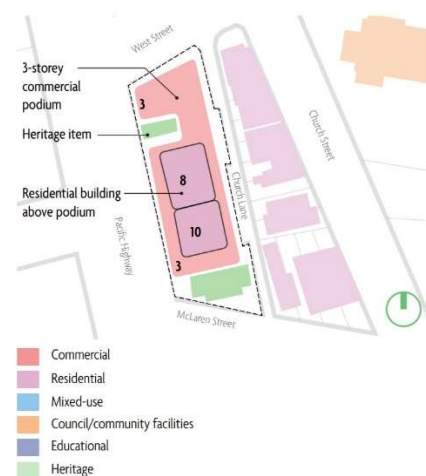 West Street
3-storey
commercial
podium
3
Heritage item
8
Residential building
above podium
10
3
Pacific Highway
Church Lane
Church Street
McLaren Street
Commercial
Residential
Mixed-use
Council/community facilities
Educational
Heritage